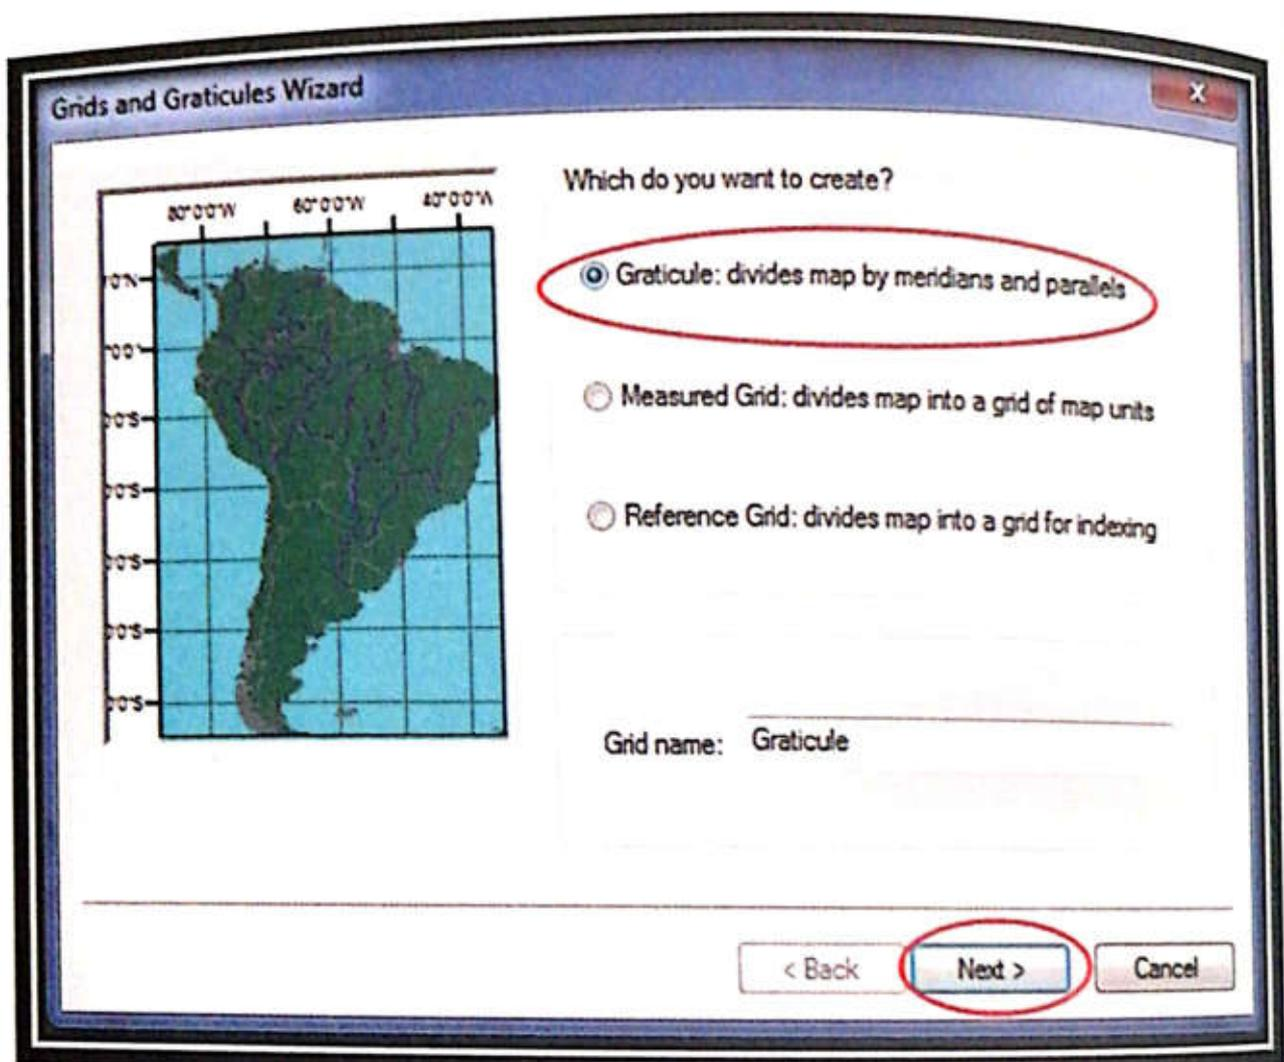 Grids and Graticules Wizard
Which do you want to create?
80°0'0"W 60°0'0"W 40°0'0"W
Graticule: divides map by meridians and parallels
Measured Grid: divides map into a grid of map units
Reference Grid: divides map into a grid for indexing
Grid name: Graticule
< Back Next > Cancel